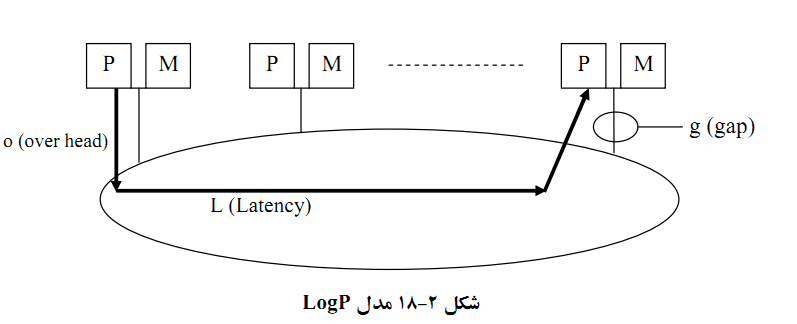 P M P M P M
o (over head)
g (gap)
L (Latency)
شکل ۲-۱۸ مدل LogP